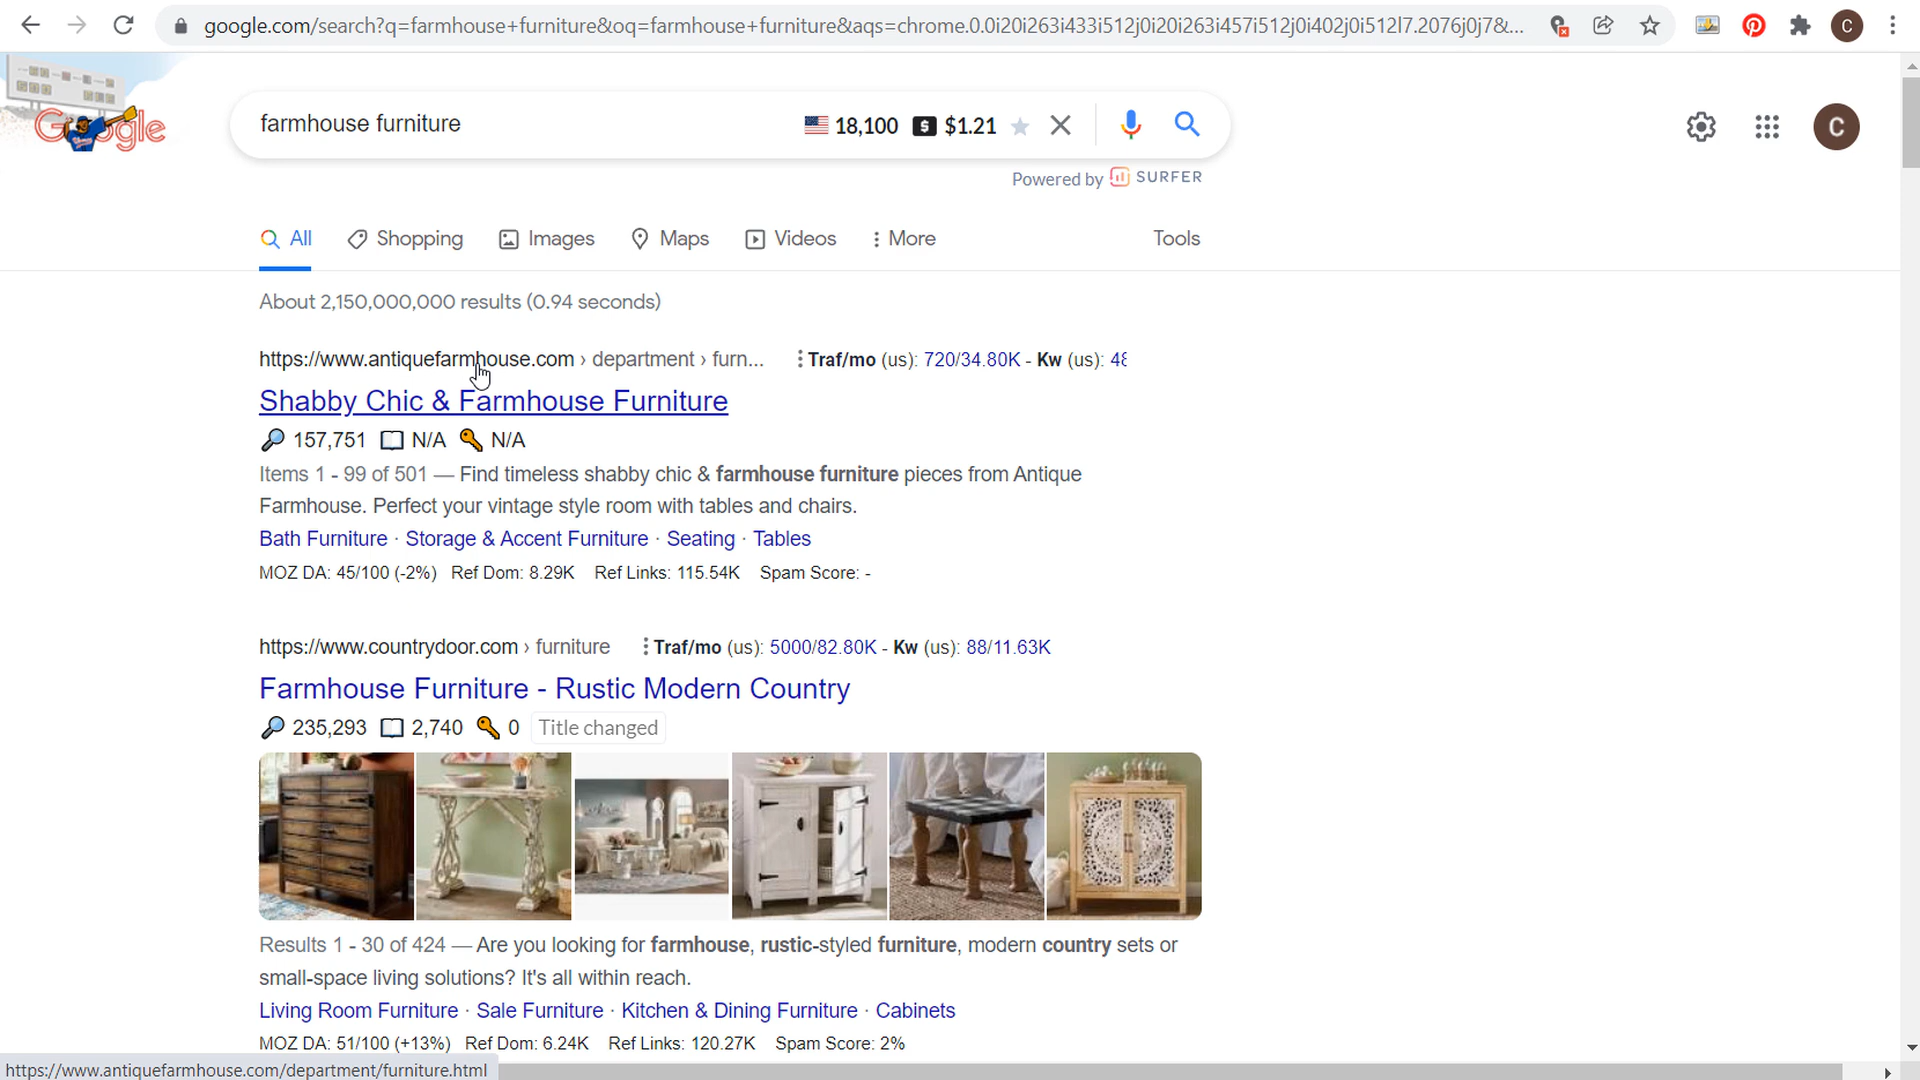 google.com/search?q=farmhouse+furniture&oq=farmhouse+furniture&aqs=chrome.0.0i20i263i433i512j0i20i263i457i512j0i402j0i512l7.2076j0j7&...
C
Google
farmhouse furniture
18,100 $ $1.21
C
Powered by SURFER
All Shopping Images Maps Videos More Tools
About 2,150,000,000 results (0.94 seconds)
https://www.antiquefarmhouse.com › department › furn... Traf/mo (us): 720/34.80K - Kw (us): 48
Shabby Chic & Farmhouse Furniture
157,751 N/A N/A
Items 1 - 99 of 501 — Find timeless shabby chic & farmhouse furniture pieces from Antique
Farmhouse. Perfect your vintage style room with tables and chairs.
Bath Furniture · Storage & Accent Furniture · Seating · Tables
MOZ DA: 45/100 (-2%) Ref Dom: 8.29K Ref Links: 115.54K Spam Score: -
https://www.countrydoor.com › furniture Traf/mo (us): 5000/82.80K - Kw (us): 88/11.63K
Farmhouse Furniture - Rustic Modern Country
235,293 2,740 0 Title changed
Results 1 - 30 of 424 — Are you looking for farmhouse, rustic-styled furniture, modern country sets or
small-space living solutions? It's all within reach.
Living Room Furniture · Sale Furniture · Kitchen & Dining Furniture · Cabinets
MOZ DA: 51/100 (+13%) Ref Dom: 6.24K Ref Links: 120.27K Spam Score: 2%
https://www.antiquefarmhouse.com/department/furniture.html